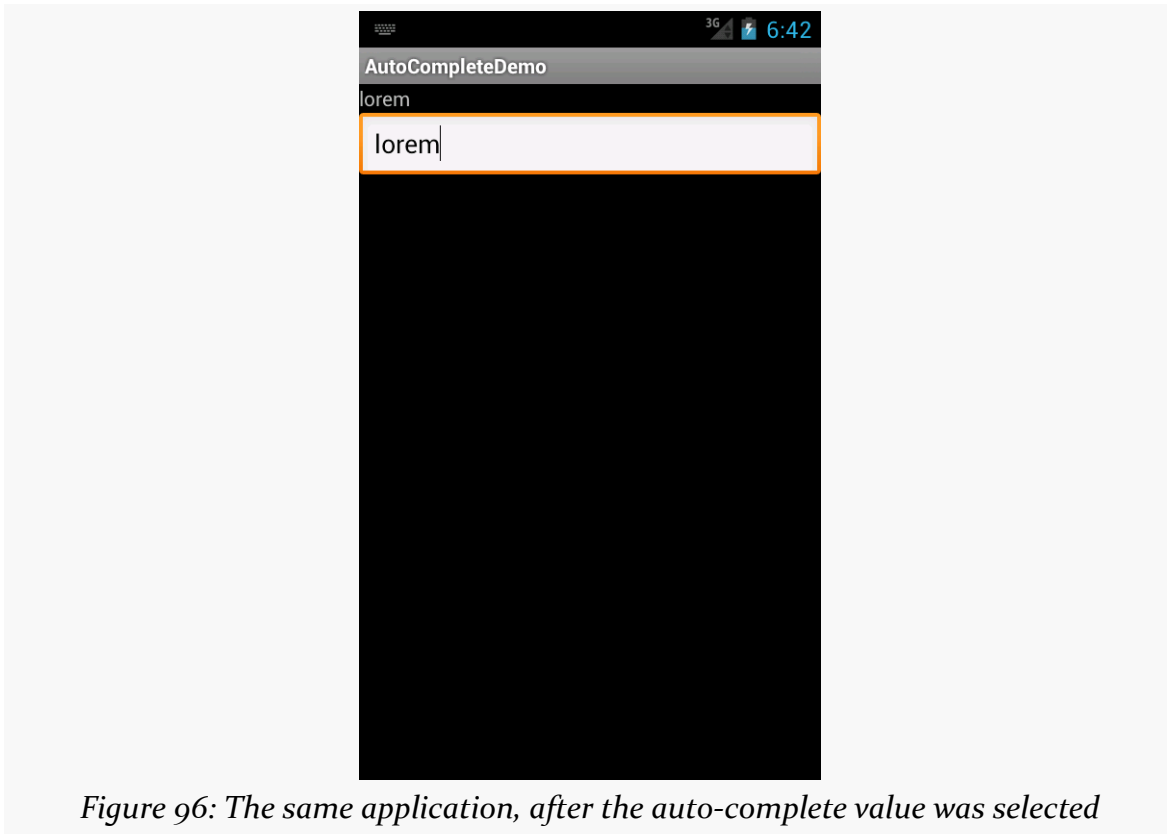 3G 6:42
AutoCompleteDemo
lorem
lorem
Figure 96: The same application, after the auto-complete value was selected